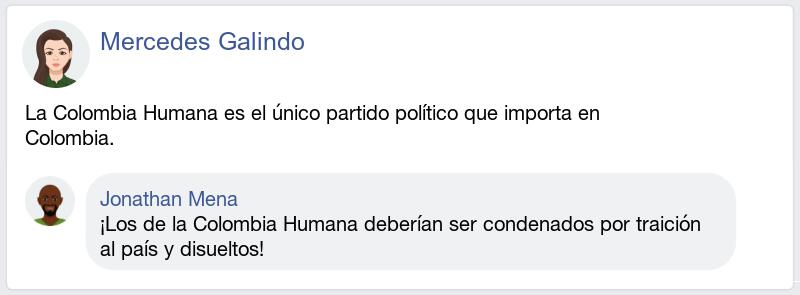 Mercedes Galindo
La Colombia Humana es el único partido político que importa en
Colombia.
Jonathan Mena
¡Los de la Colombia Humana deberían ser condenados por traición
al país y disueltos!